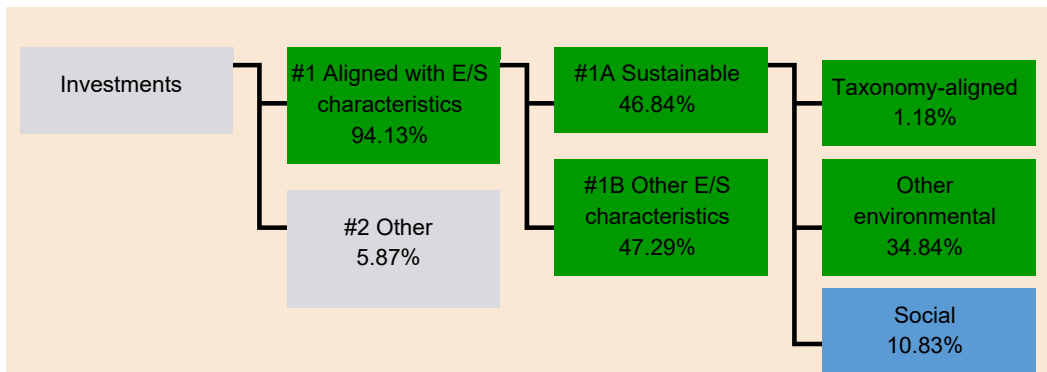 Investments
#1 Aligned with E/S
characteristics
94.13%
#2 Other
5.87%
#1A Sustainable
46.84%
#1B Other E/S
characteristics
47.29%
Taxonomy-aligned
1.18%
Other
environmental
34.84%
Social
10.83%